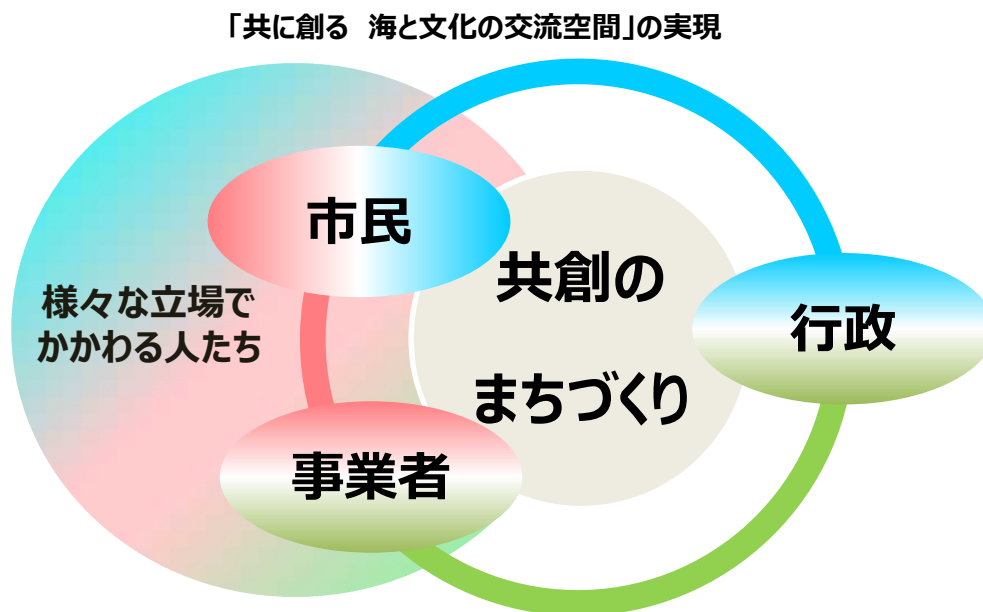 「共に創る　海と文化の交流空間」の実現
市民
様々な立場で
かかわる人たち
共創の
まちづくり
行政
事業者